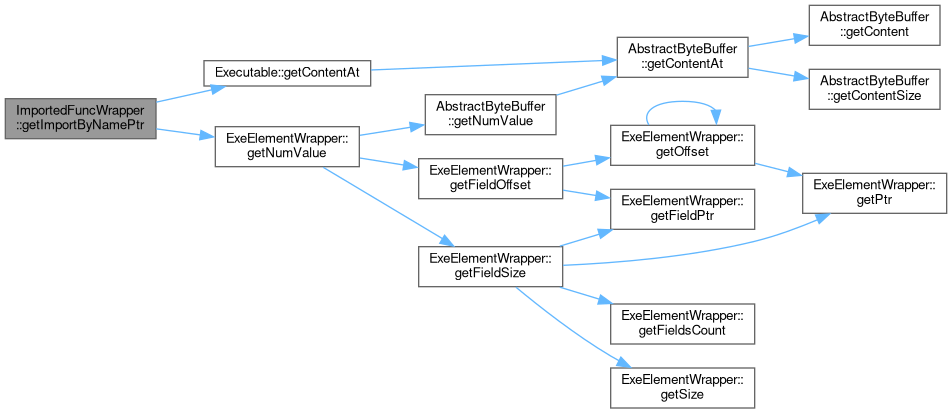 ImportedFuncWrapper
::getImportByNamePtr
Executable::getContentAt
ExeElementWrapper::
getNumValue
AbstractByteBuffer
::getNumValue
ExeElementWrapper::
getFieldOffset
ExeElementWrapper::
getFieldSize
AbstractByteBuffer
::getContentAt
ExeElementWrapper::
getOffset
ExeElementWrapper::
getFieldPtr
ExeElementWrapper::
getFieldsCount
ExeElementWrapper::
getSize
AbstractByteBuffer
::getContent
AbstractByteBuffer
::getContentSize
ExeElementWrapper::
getPtr